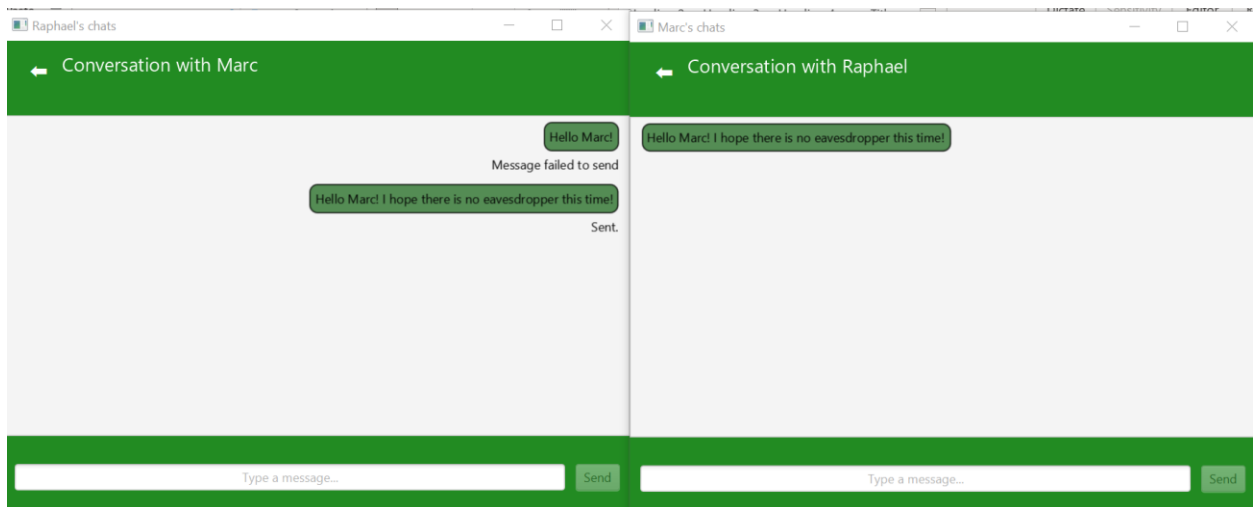 Raphael's chats
Conversation with Marc
Hello Marc!
Message failed to send
Hello Marc! I hope there is no eavesdropper this time!
Sent.
Type a message...
Send
Marc's chats
Conversation with Raphael
Hello Marc! I hope there is no eavesdropper this time!
Type a message...
Send